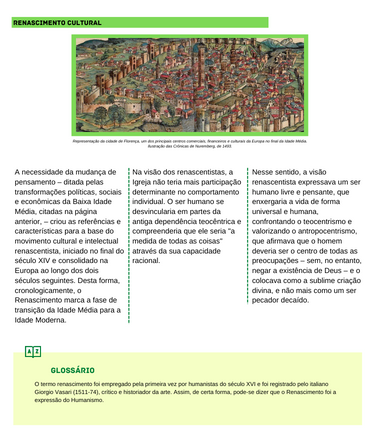 RENASCIMENTO CULTURAL
Representação da cidade de Florença, um dos principais centros comerciais, financeiros e culturais da Europa no final da Idade Média.
Ilustração das Crônicas de Nuremberg, de 1493.
A necessidade da mudança de
pensamento – ditada pelas
transformações políticas, sociais
e econômicas da Baixa Idade
Média, citadas na página
anterior, – criou as referências e
características para a base do
movimento cultural e intelectual
renascentista, iniciado no final do
século XIV e consolidado na
Europa ao longo dos dois
séculos seguintes. Desta forma,
cronologicamente, o
Renascimento marca a fase de
transição da Idade Média para a
Idade Moderna.
Na visão dos renascentistas, a
Igreja não teria mais participação
determinante no comportamento
individual. O ser humano se
desvincularia em partes da
antiga dependência teocêntrica e
compreenderia que ele seria "a
medida de todas as coisas"
através da sua capacidade
racional.
Nesse sentido, a visão
renascentista expressava um ser
humano livre e pensante, que
enxergaria a vida de forma
universal e humana,
confrontando o teocentrismo e
valorizando o antropocentrismo,
que afirmava que o homem
deveria ser o centro de todas as
preocupações – sem, no entanto,
negar a existência de Deus – e o
colocava como a sublime criação
divina, e não mais como um ser
pecador decaído.
A Z
GLOSSÁRIO
O termo renascimento foi empregado pela primeira vez por humanistas do século XVI e foi registrado pelo italiano
Giorgio Vasari (1511-74), crítico e historiador da arte. Assim, de certa forma, pode-se dizer que o Renascimento foi a
expressão do Humanismo.